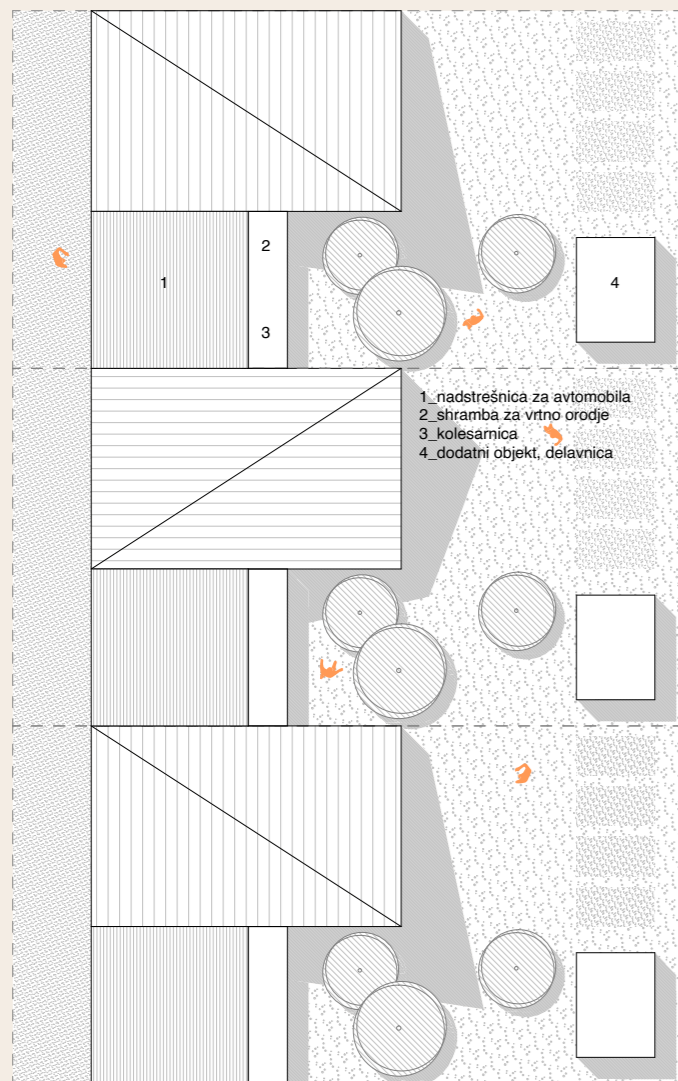 2
1
4
3
1_nadstrešnica za avtomobila
2_shramba za vrtno orodje
3_kolesarnica
4_dodatni objekt, delavnica